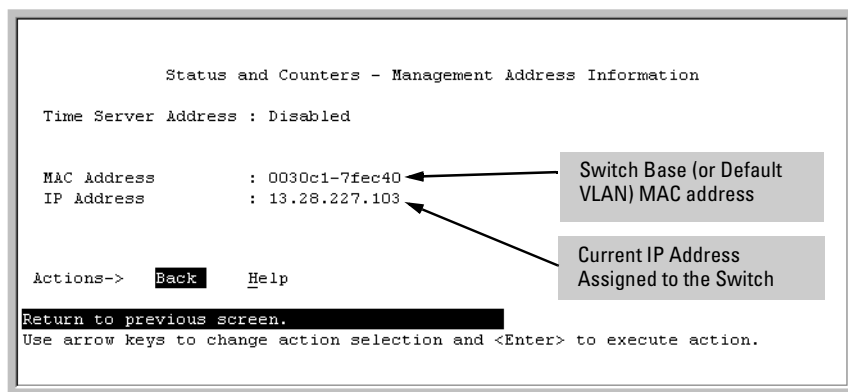 Status and Counters - Management Address Information
Time Server Address : Disabled
MAC Address : 0030c1-7fec40
IP Address : 13.28.227.103
Switch Base (or Default
VLAN) MAC address
Current IP Address
Assigned to the Switch
Actions-> Back Help
Return to previous screen.
Use arrow keys to change action selection and <Enter> to execute action.